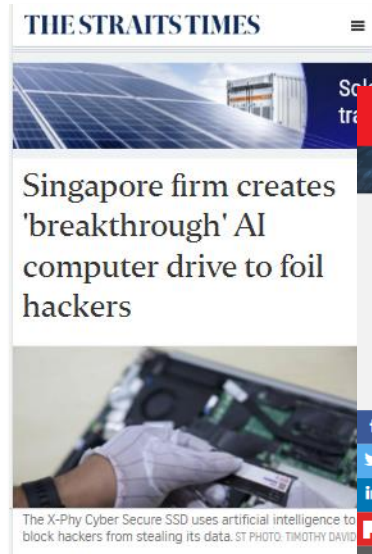 THE STRAITS TIMES
Singapore firm creates
'breakthrough' AI
computer drive to foil
hackers
The X-Phy Cyber Secure SSD uses artificial intelligence to
block hackers from stealing its data. ST PHOTO: TIMOTHY DAVID